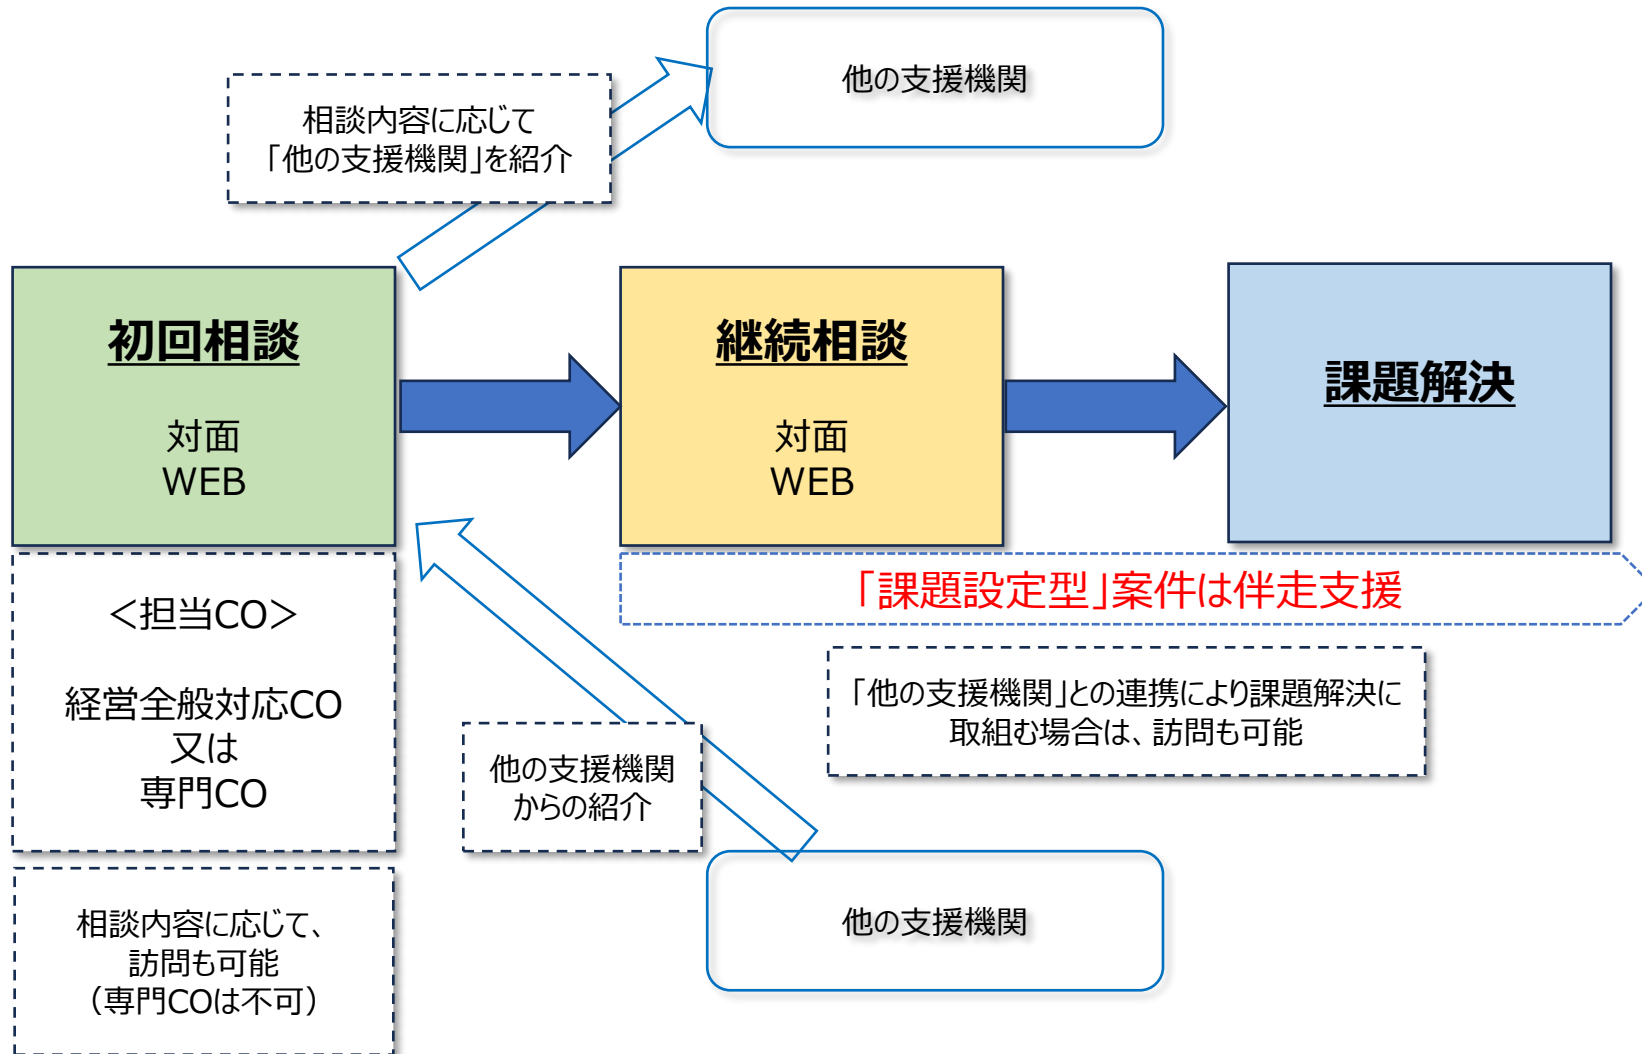 他の支援機関
相談内容に応じて
「他の支援機関」を紹介
初回相談
対面
WEB
継続相談
対面
WEB
課題解決
「課題設定型」案件は伴走支援
＜担当CO＞
経営全般対応CO
又は
専門CO
「他の支援機関」との連携により課題解決に
取組む場合は、訪問も可能
他の支援機関
からの紹介
他の支援機関
相談内容に応じて、
訪問も可能
（専門COは不可）